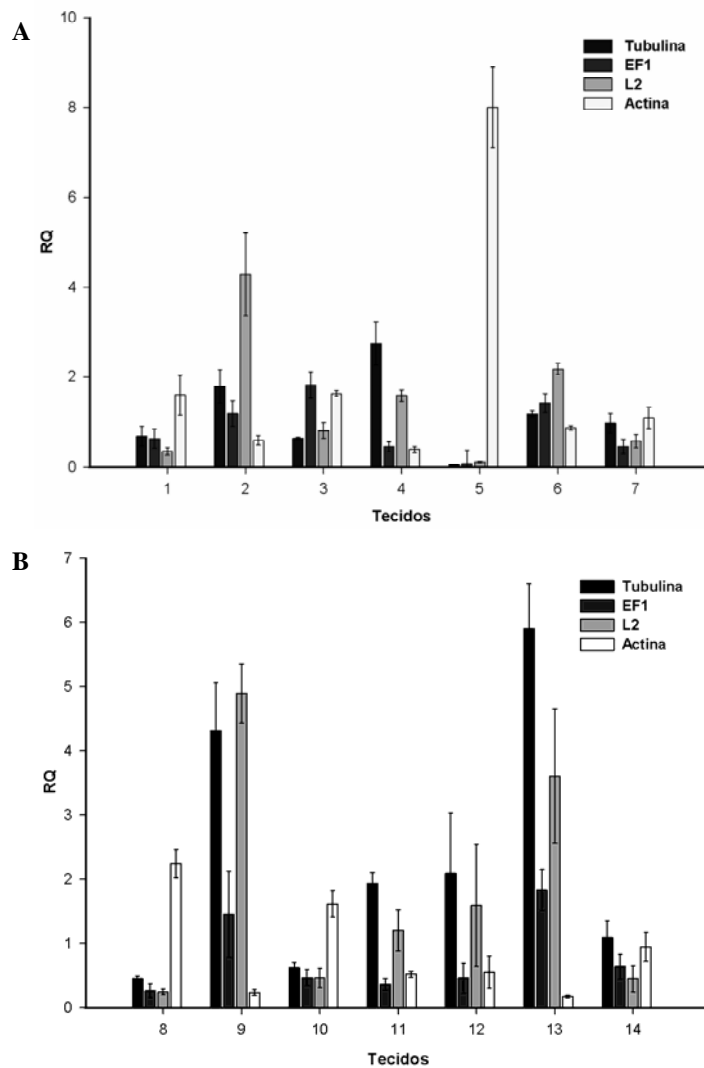 A
10
8
6
4
2
0
RQ
Tubulina
EF1
L2
Actina
1 2 3 4 5 6 7
Tecidos
B
7
6
5
4
3
2
1
0
RQ
Tubulina
EF1
L2
Actina
8 9 10 11 12 13 14
Tecidos